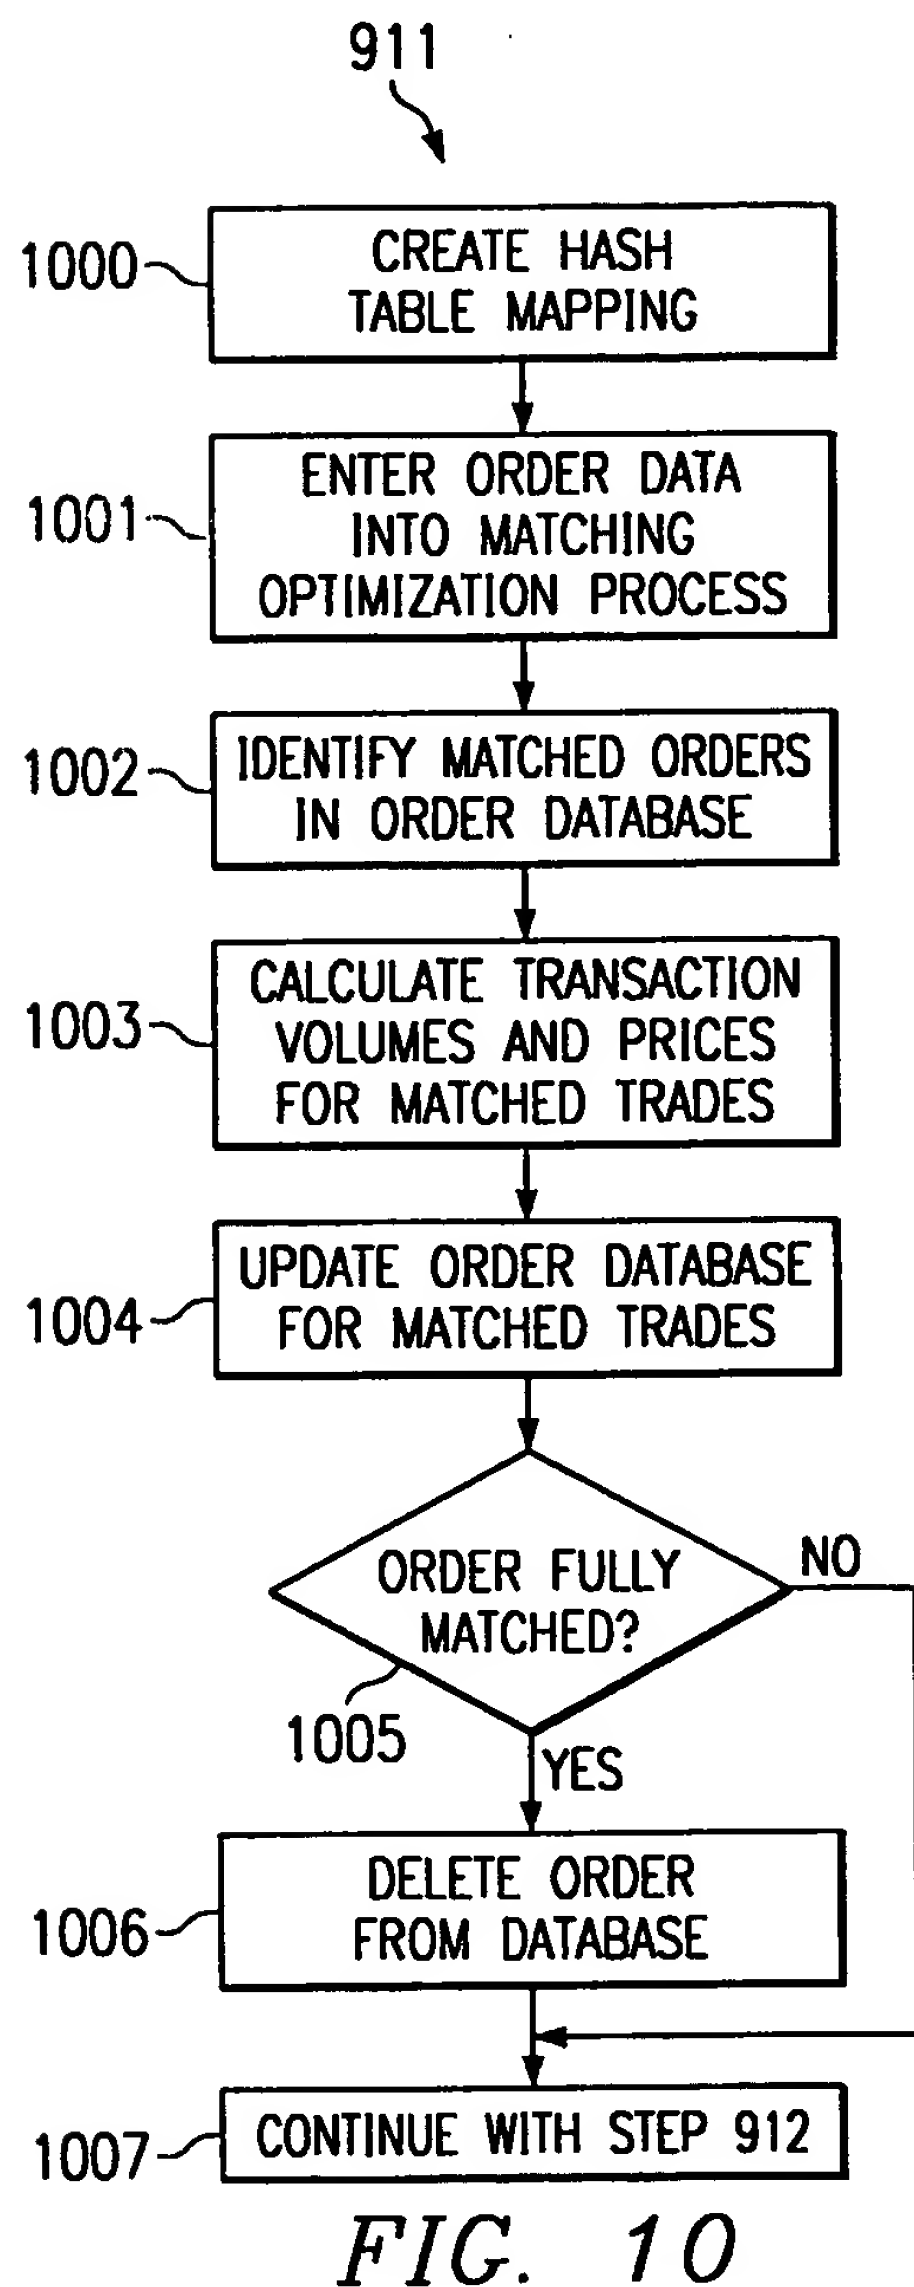 911
1000
CREATE HASH
TABLE MAPPING
1001
ENTER ORDER DATA
INTO MATCHING
OPTIMIZATION PROCESS
1002
IDENTIFY MATCHED ORDERS
IN ORDER DATABASE
1003
CALCULATE TRANSACTION
VOLUMES AND PRICES
FOR MATCHED TRADES
1004
UPDATE ORDER DATABASE
FOR MATCHED TRADES
ORDER FULLY
MATCHED?
NO
1005
YES
1006
DELETE ORDER
FROM DATABASE
1007
CONTINUE WITH STEP 912
FIG. 10